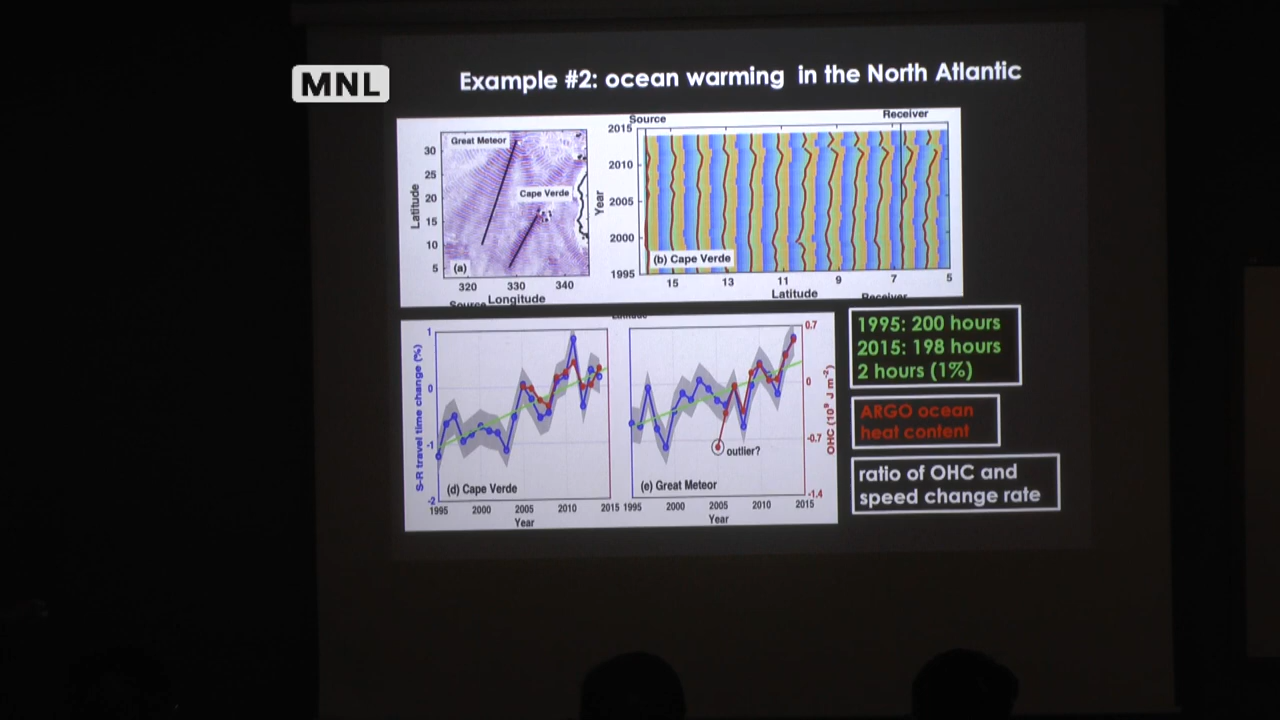 MNL
Example #2: ocean warming in the North Atlantic
Great Meteor
Cape Verde
(a)
30
25
20
15
10
5
Latitude
320
330
340
Longitude
Source
Receiver
2015
2010
2005
2000
1995
Year
(b) Cape Verde
15
13
11
9
7
5
Latitude
Source
Receiver
Latitude
1
0
-1
-2
S-R travel time change (%)
(d) Cape Verde
1995
2000
2005
2010
2015
Year
outlier?
(e) Great Meteor
1995
2000
2005
2010
2015
Year
0.7
0
-0.7
-1.4
OHC (10⁹ J m⁻²)
1995: 200 hours
2015: 198 hours
2 hours (1%)
ARGO ocean
heat content
ratio of OHC and
speed change rate